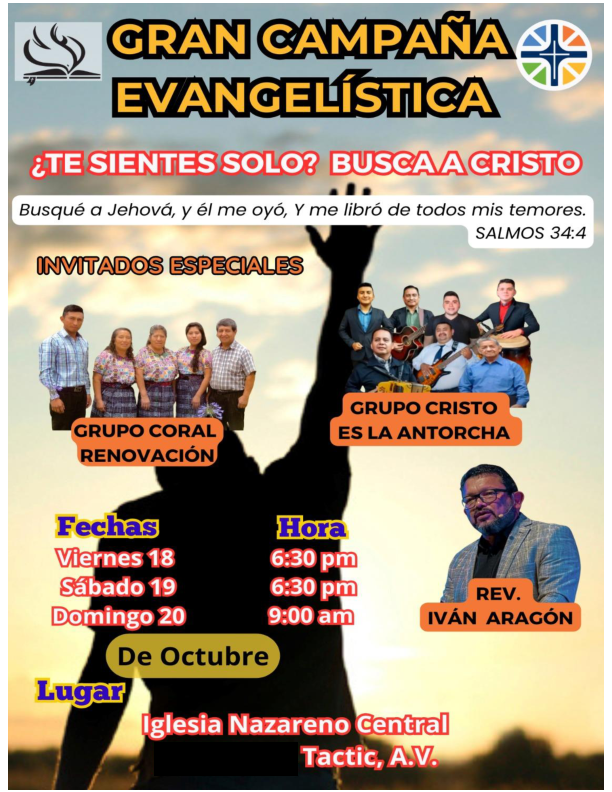 GRAN CAMPAÑA
EVANGELÍSTICA
¿TE SIENTES SOLO? BUSCA A CRISTO
Busqué a Jehová, y él me oyó, Y me libró de todos mis temores.
SALMOS 34:4
INVITADOS ESPECIALES
GRUPO CORAL
RENOVACIÓN
GRUPO CRISTO
ES LA ANTORCHA
REV.
IVÁN ARAGÓN
Fechas Hora
Viernes 18 6:30 pm
Sábado 19 6:30 pm
Domingo 20 9:00 am
De Octubre
Lugar
Iglesia Nazareno Central
Tactic, A.V.